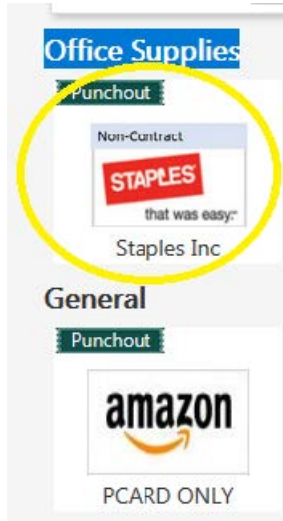 Office Supplies
Punchout
Non-Contract
STAPLES
that was easy.
Staples Inc
General
Punchout
amazon
PCARD ONLY